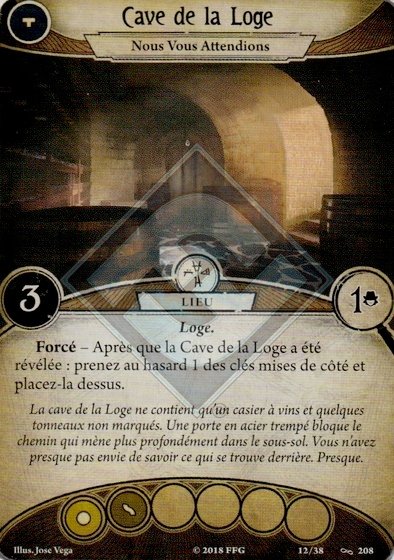 Cave de la Loge
Nous Vous Attendions
3
1
LIEU
Loge.
Forcé – Après que la Cave de la Loge a été
révélée : prenez au hasard 1 des clés mises de côté et
placez-la dessus.
La cave de la Loge ne contient qu'un casier à vins et quelques
tonneaux non marqués. Une porte en acier trempé bloque le
chemin qui mène plus profondément dans le sous-sol. Vous n'avez
presque pas envie de savoir ce qui se trouve derrière. Presque.
Illus. Jose Vega
© 2018 FFG
12/38
208